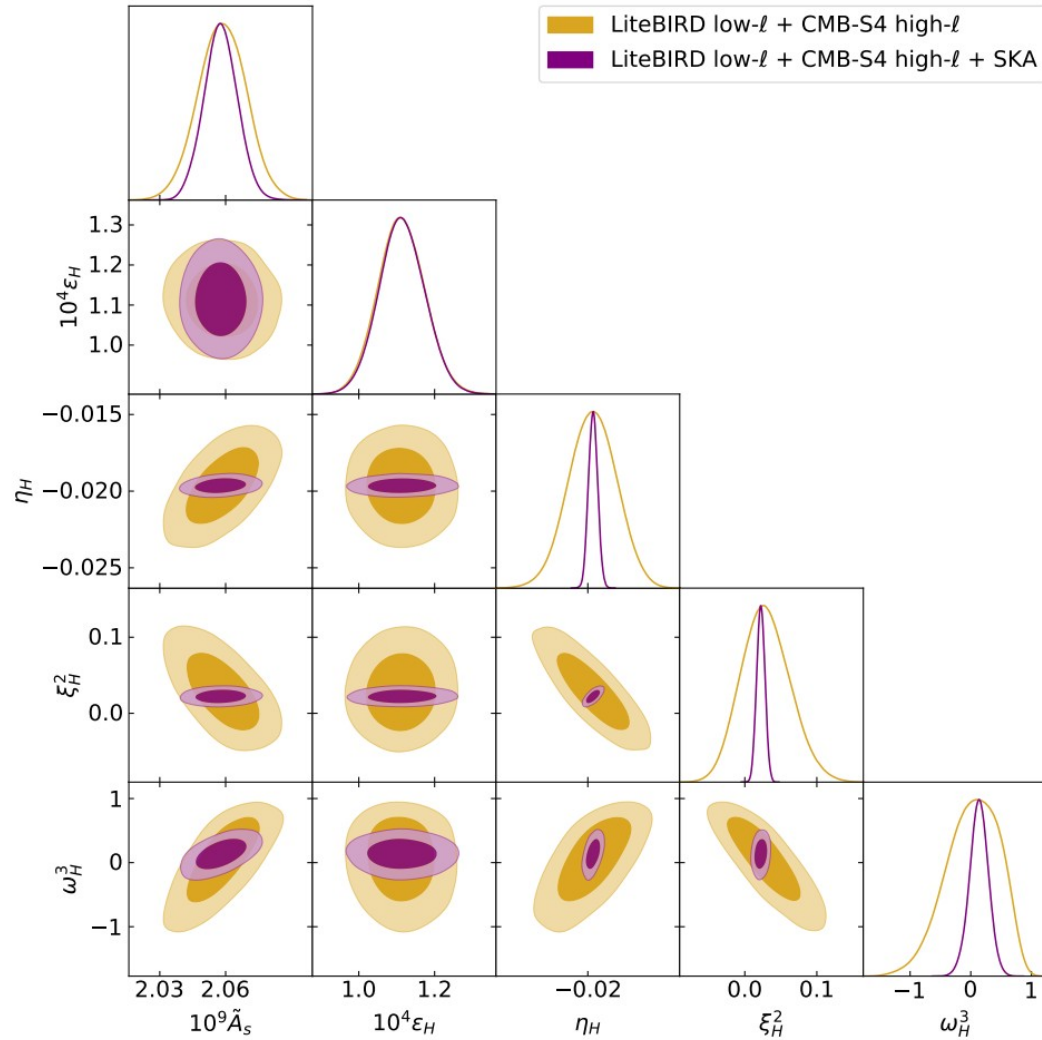 LiteBIRD low-ℓ + CMB-S4 high-ℓ
LiteBIRD low-ℓ + CMB-S4 high-ℓ + SKA
1.3
1.2
1.1
1.0
10⁴ε_H
−0.015
−0.020
−0.025
η_H
0.1
0.0
ξ²_H
1
0
−1
ω³_H
2.03 2.06 1.0 1.2 −0.02 0.0 0.1 −1 0 1
10⁹Ã_s 10⁴ε_H η_H ξ²_H ω³_H